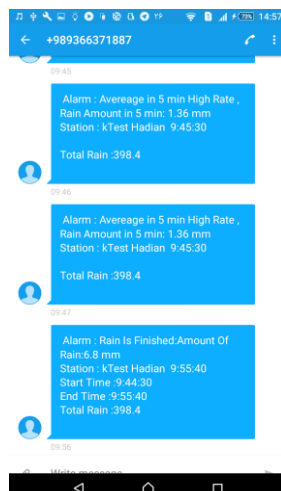 ۲۶
73%
14:57
+989366371887
09:45
Alarm : Avereage in 5 min High Rate ,
Rain Amount in 5 min: 1.36 mm
Station : kTest Hadian  9:45:30
Total Rain :398.4
09:46
Alarm : Avereage in 5 min High Rate ,
Rain Amount in 5 min: 1.36 mm
Station : kTest Hadian  9:45:30
Total Rain :398.4
09:47
Alarm : Rain Is Finished:Amount Of
Rain:6.8 mm
Station : kTest Hadian  9:55:40
Start Time :9:44:30
End Time :9:55:40
Total Rain :398.4
09:56
Write message